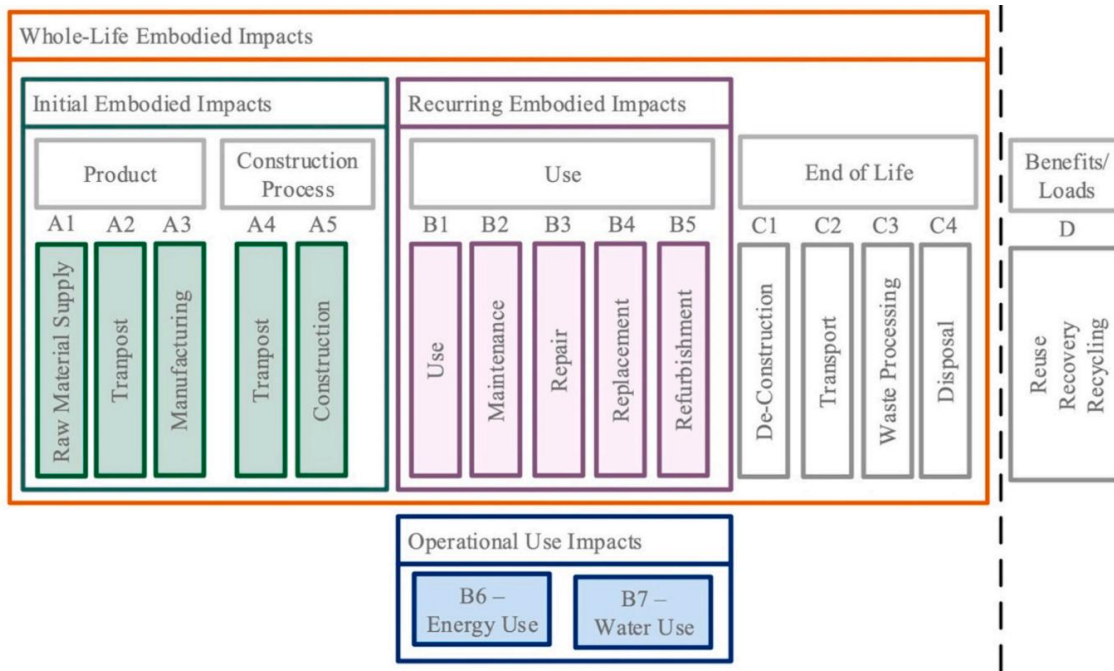 Whole-Life Embodied Impacts
Initial Embodied Impacts
Recurring Embodied Impacts
Product
Construction
Process
Use
End of Life
Benefits/
Loads
A1 A2 A3 A4 A5 B1 B2 B3 B4 B5 C1 C2 C3 C4 D
Raw Material Supply
Tranpost
Manufacturing
Tranpost
Construction
Use
Maintenance
Repair
Replacement
Refurbishment
De-Construction
Transport
Waste Processing
Disposal
Reuse
Recovery
Recycling
Operational Use Impacts
B6 –
Energy Use
B7 –
Water Use